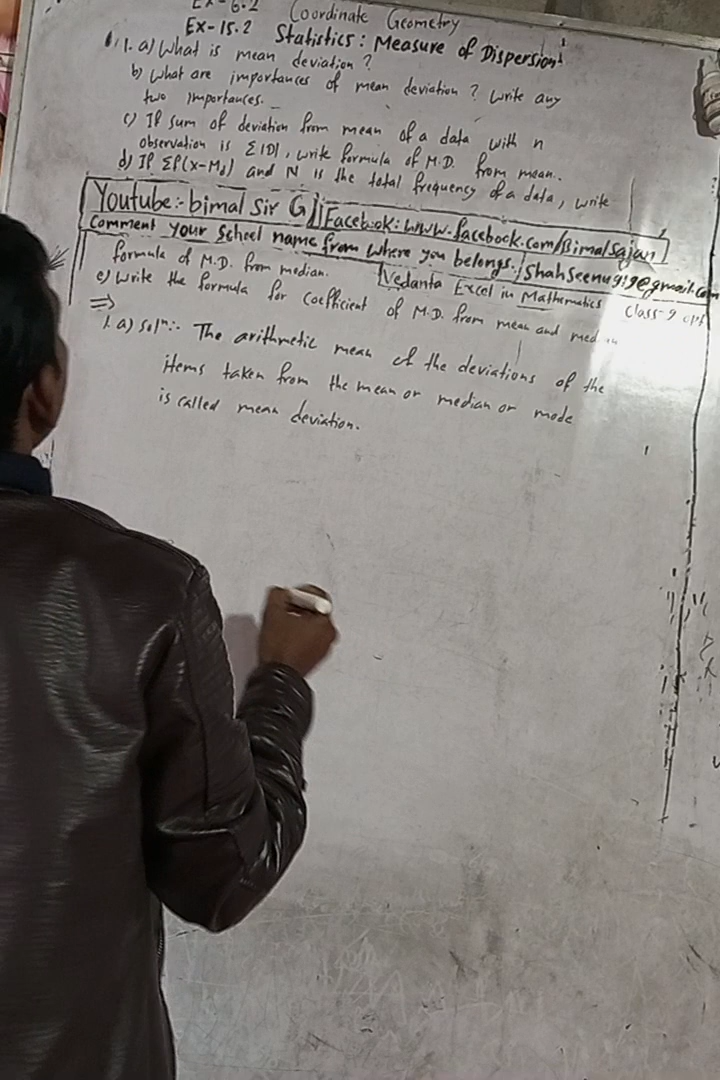 Ex-6.2 Coordinate Geometry
Ex-15.2 Statistics: Measure of Dispersion
1. a) What is mean deviation?
b) What are importances of mean deviation? Write any
two importances.
c) If sum of deviation from mean of a data with n
observation is Σ|D|, write formula of M.D. from mean.
d) If Σf(x-Md) and N is the total frequency of a data, write
Youtube:- bimal Sir G || Facebook: www.facebook.com/Bimalsajan
Comment your School name from where you belongs. / Shahseenu919@gmail.com
formula of M.D. from median. Vedanta Excel in Mathematics Class-9 opt
e) Write the formula for coefficient of M.D. from mean and median
⇒
1. a) Solⁿ:- The arithmetic mean of the deviations of the
items taken from the mean or median or mode
is called mean deviation.